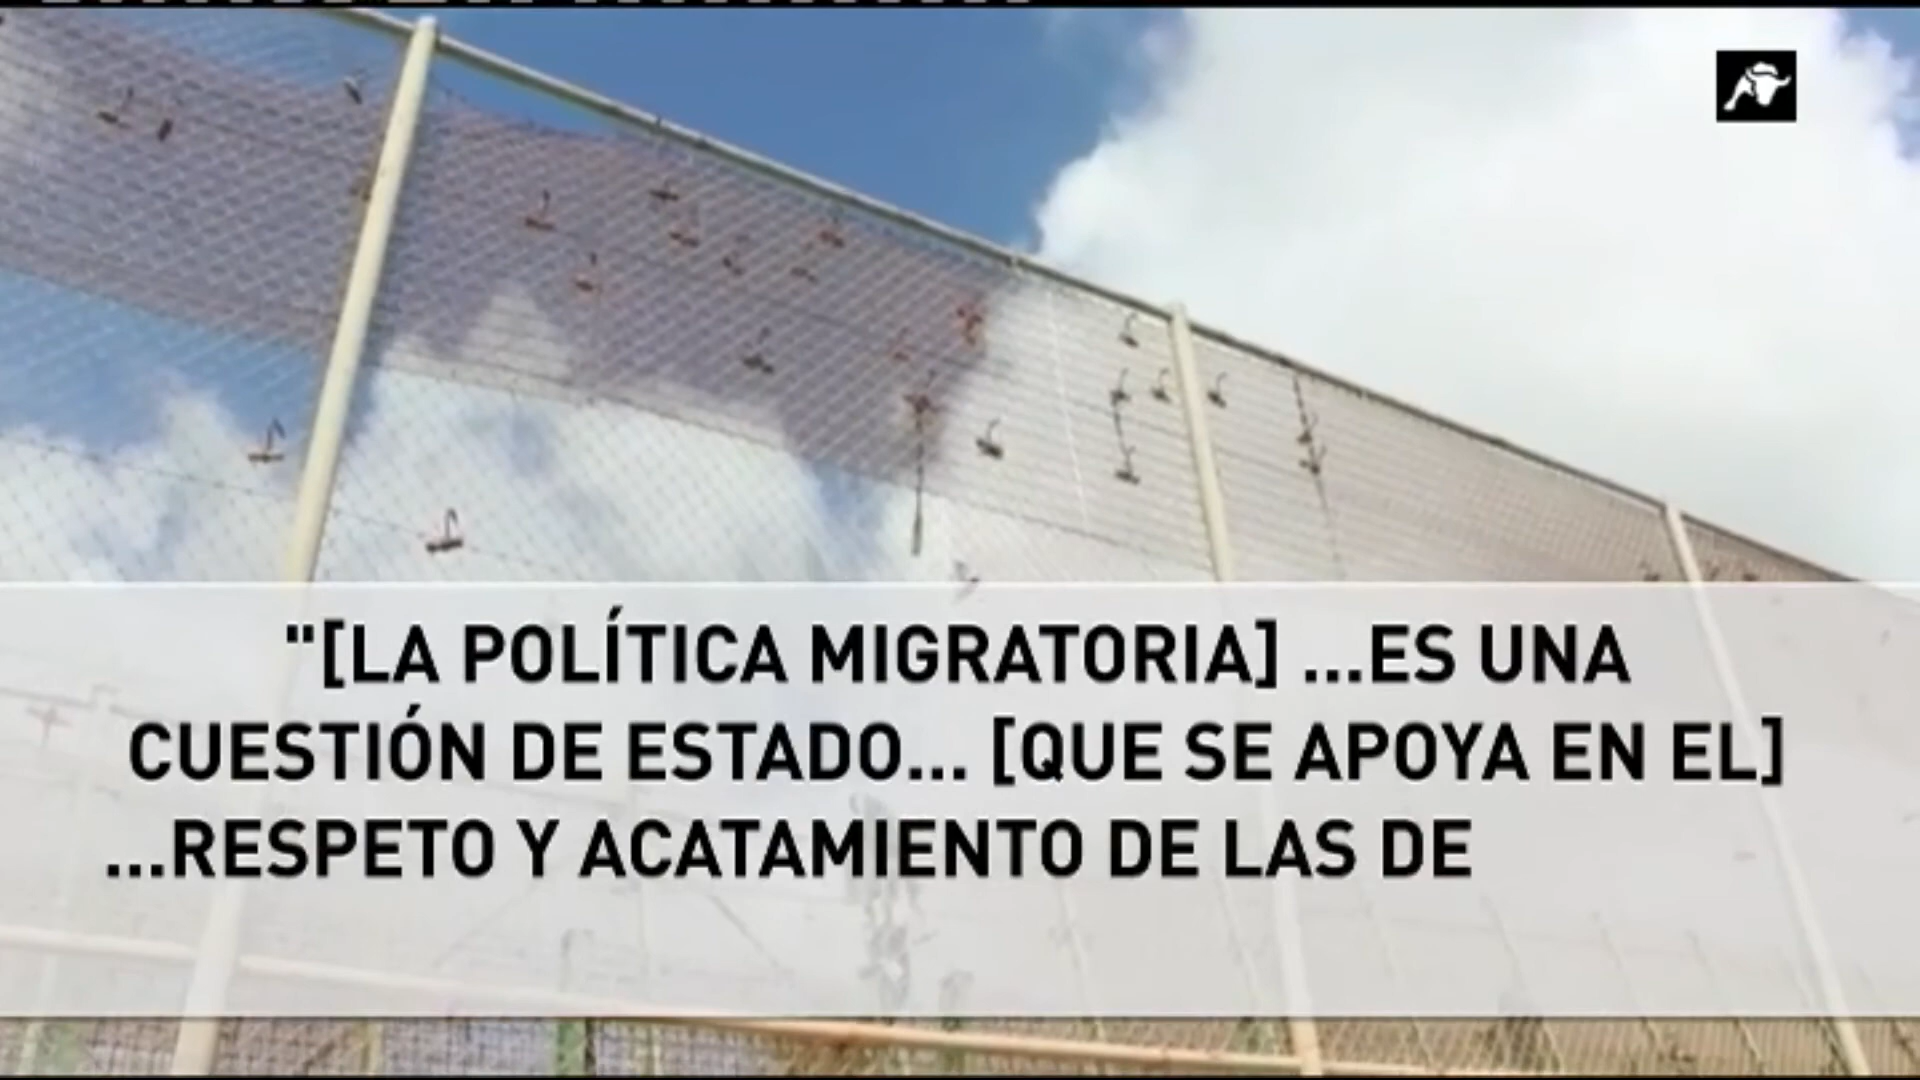 "[LA POLÍTICA MIGRATORIA] ...ES UNA
CUESTIÓN DE ESTADO... [QUE SE APOYA EN EL]
...RESPETO Y ACATAMIENTO DE LAS DE